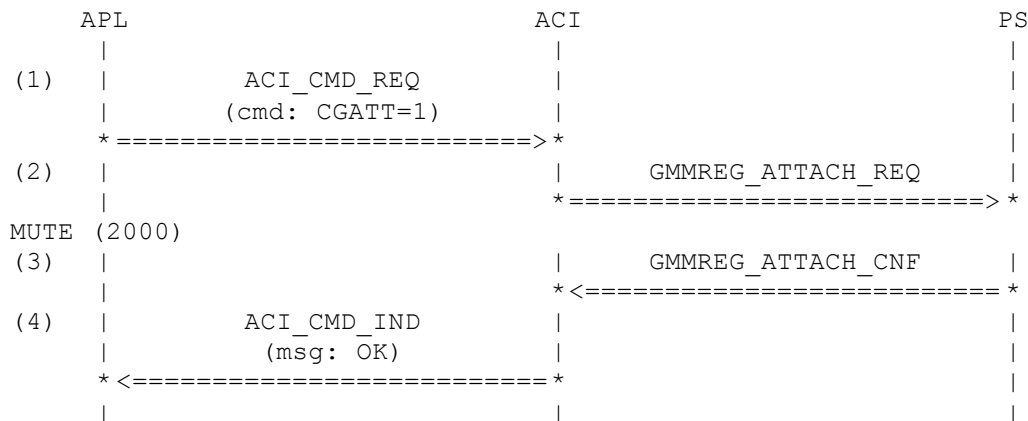 APL ACI PS
(1) ACI_CMD_REQ
(cmd: CGATT=1)
(2) GMMREG_ATTACH_REQ
MUTE (2000)
(3) GMMREG_ATTACH_CNF
(4) ACI_CMD_IND
(msg: OK)